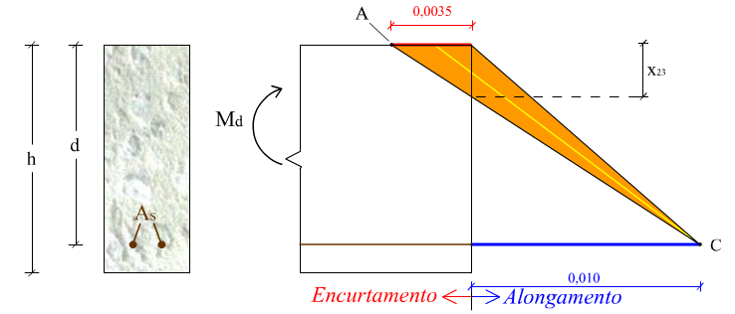 0,0035
A
x23
Md
h
d
As
C
0,010
Encurtamento
Alongamento